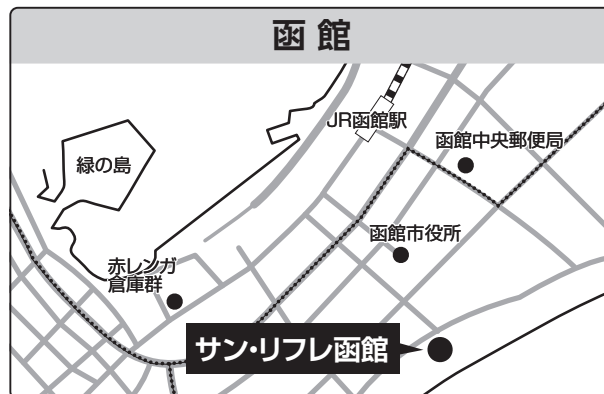 函館
JR函館駅
函館中央郵便局
緑の島
函館市役所
赤レンガ
倉庫群
サン・リフレ函館